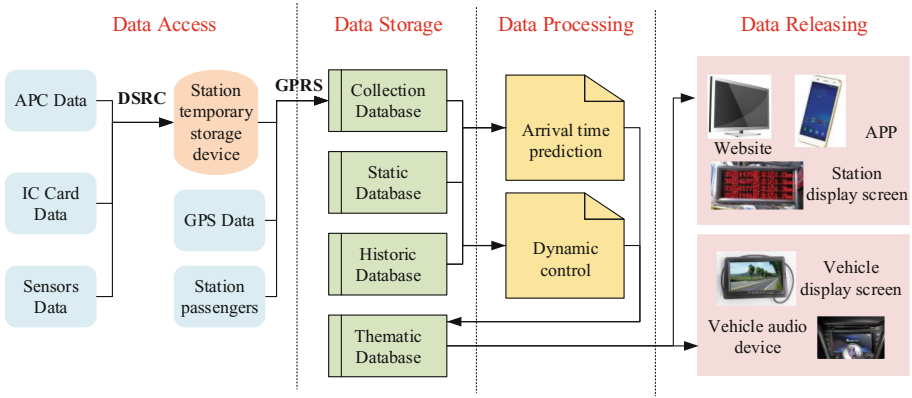 Data Access
Data Storage
Data Processing
Data Releasing
APC Data
IC Card
Data
Sensors
Data
DSRC
Station
temporary
storage
device
GPS Data
Station
passengers
GPRS
Collection
Database
Static
Database
Historic
Database
Thematic
Database
Arrival time
prediction
Dynamic
control
Website
APP
Station
display screen
Vehicle
display screen
Vehicle audio
device